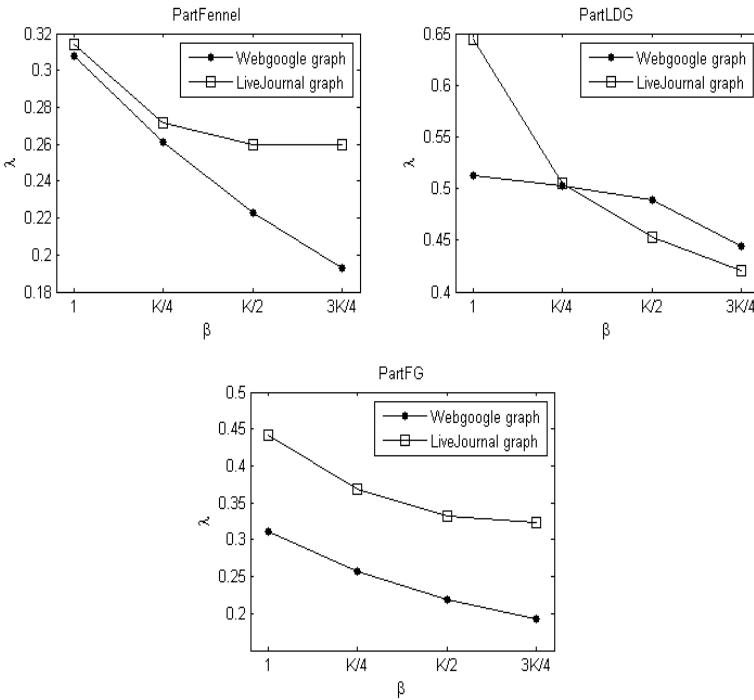 PartFennel
0.32
0.3
0.28
0.26
0.24
0.22
0.2
0.18
λ
1
K/4
K/2
3K/4
β
Webgoogle graph
LiveJournal graph
PartLDG
0.65
0.6
0.55
0.5
0.45
0.4
λ
1
K/4
K/2
3K/4
β
Webgoogle graph
LiveJournal graph
PartFG
0.5
0.45
0.4
0.35
0.3
0.25
0.2
λ
1
K/4
K/2
3K/4
β
Webgoogle graph
LiveJournal graph